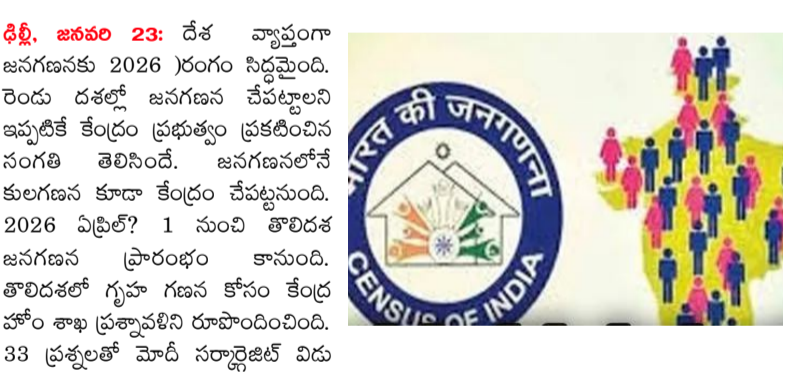 ఢిల్లీ, జనవరి 23: దేశ వ్యాప్తంగా
జనగణనకు 2026 )రంగం సిద్ధమైంది.
రెండు దశల్లో జనగణన చేపట్టాలని
ఇప్పటికే కేంద్రం ప్రభుత్వం ప్రకటించిన
సంగతి తెలిసిందే. జనగణనలోనే
కులగణన కూడా కేంద్రం చేపట్టనుంది.
2026 ఏప్రిల్? 1 నుంచి తొలిదశ
జనగణన ప్రారంభం కానుంది.
తొలిదశలో గృహ గణన కోసం కేంద్ర
హోం శాఖ ప్రశ్నావళిని రూపొందించింది.
33 ప్రశ్నలతో మోదీ సర్కార్గెజిట్ విడు
भारत की जनगणना
CENSUS OF INDIA